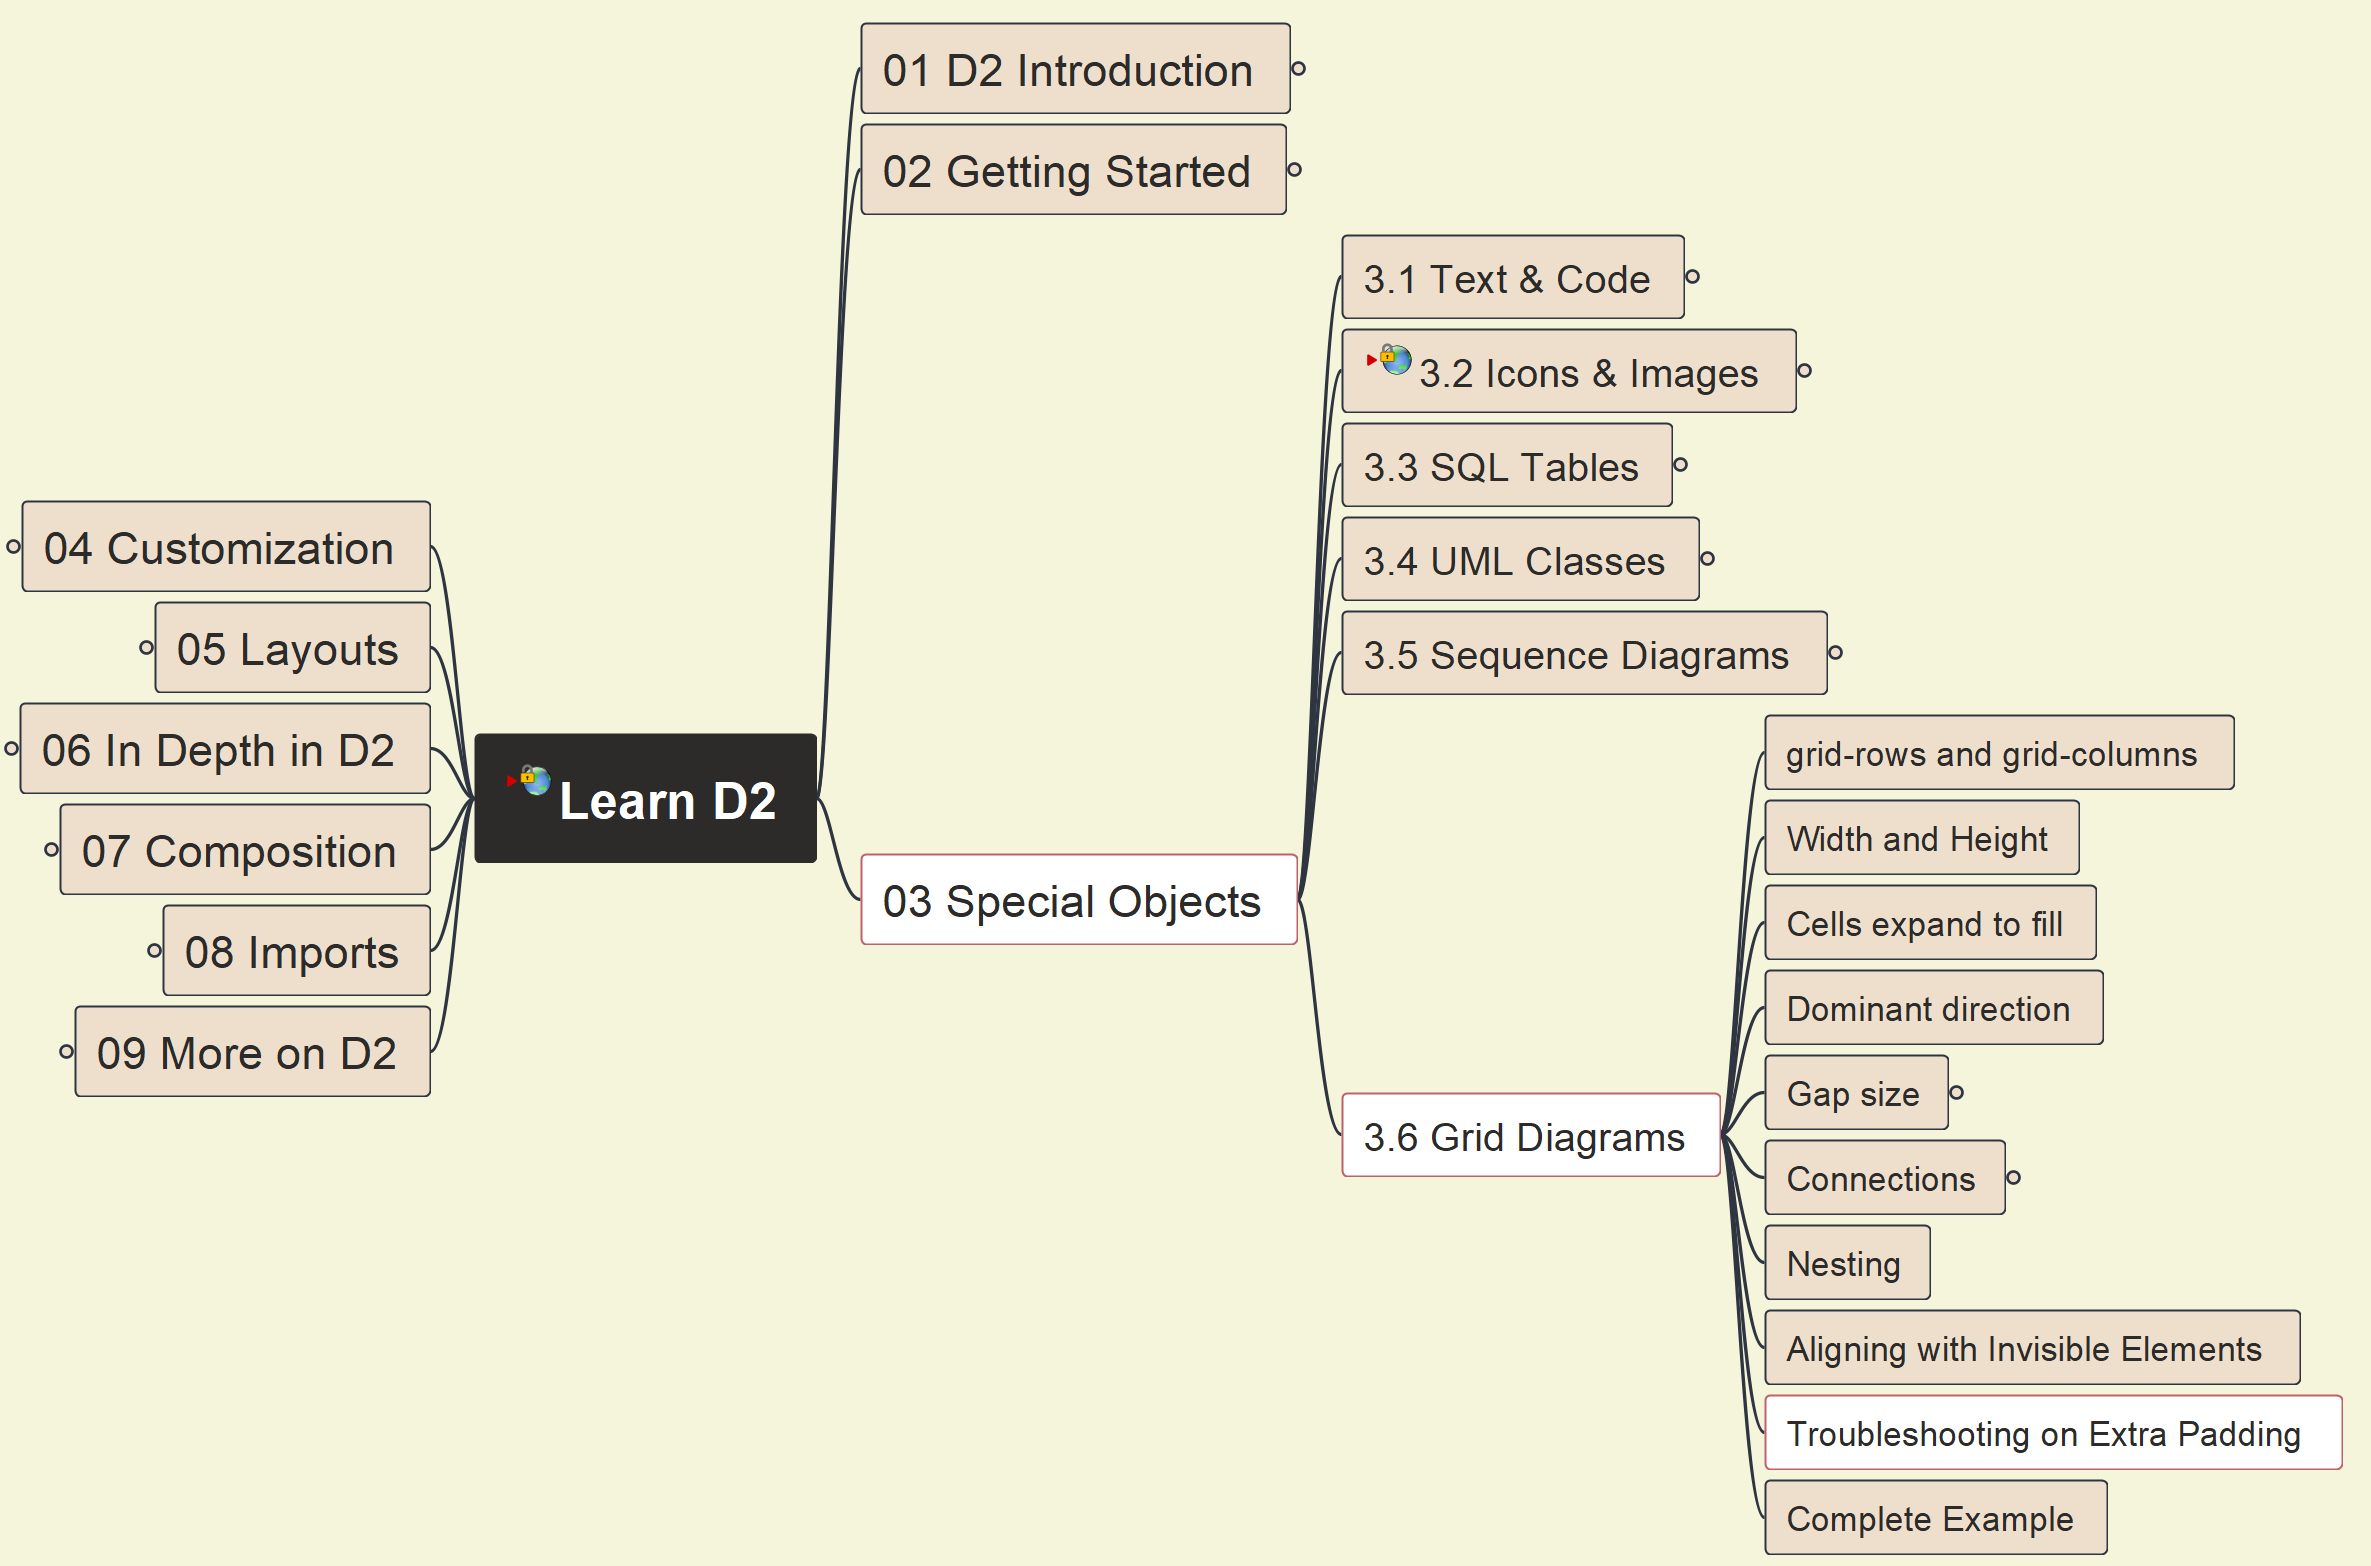 01 D2 Introduction
02 Getting Started
3.1 Text & Code
3.2 Icons & Images
3.3 SQL Tables
3.4 UML Classes
3.5 Sequence Diagrams
04 Customization
05 Layouts
06 In Depth in D2
07 Composition
08 Imports
09 More on D2
Learn D2
03 Special Objects
3.6 Grid Diagrams
grid-rows and grid-columns
Width and Height
Cells expand to fill
Dominant direction
Gap size
Connections
Nesting
Aligning with Invisible Elements
Troubleshooting on Extra Padding
Complete Example